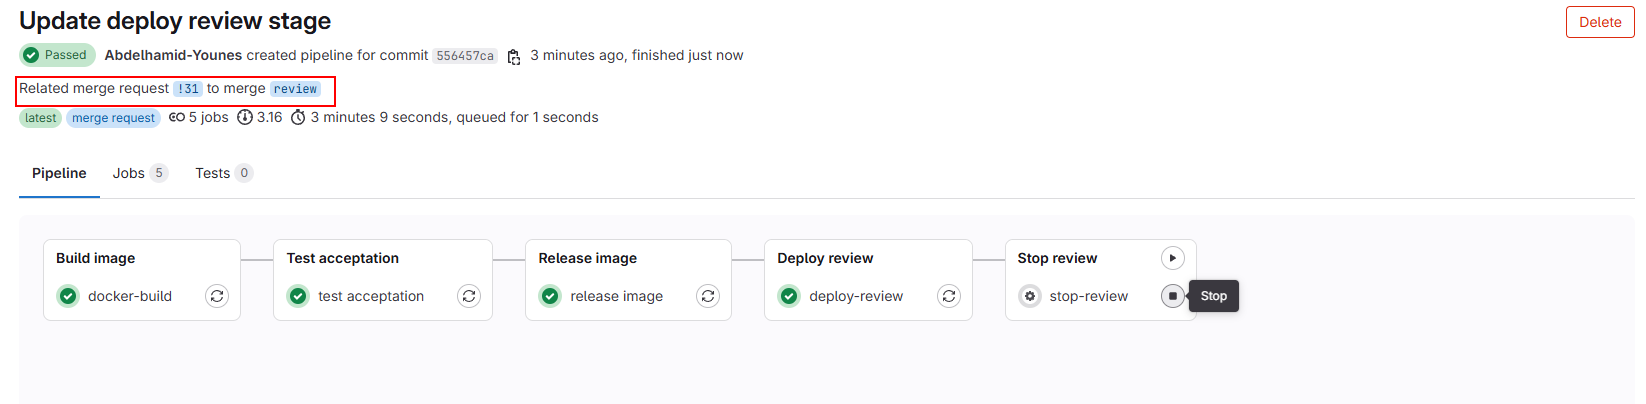 Update deploy review stage
Delete
Passed Abdelhamid-Younes created pipeline for commit 556457ca 3 minutes ago, finished just now
Related merge request !31 to merge review
latest merge request 5 jobs 3.16 3 minutes 9 seconds, queued for 1 seconds
Pipeline Jobs 5 Tests 0
Build image Test acceptation Release image Deploy review Stop review
docker-build test acceptation release image deploy-review stop-review Stop